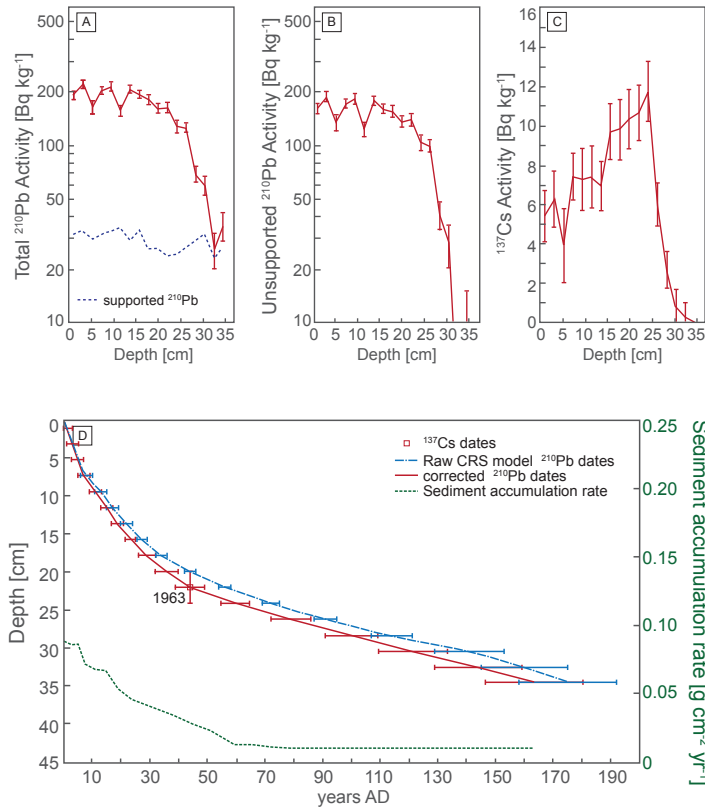 A
500
200
100
50
20
10
Total ²¹⁰Pb Activity [Bq kg⁻¹]
supported ²¹⁰Pb
0 5 10 15 20 25 30 35
Depth [cm]
B
500
200
100
50
20
10
Unsupported ²¹⁰Pb Activity [Bq kg⁻¹]
0 5 10 15 20 25 30 35
Depth [cm]
C
16
14
12
10
8
6
4
2
0
¹³⁷Cs Activity [Bq kg⁻¹]
0 5 10 15 20 25 30 35
Depth [cm]
D
0
5
10
15
20
25
30
35
40
45
Depth [cm]
¹³⁷Cs dates
Raw CRS model ²¹⁰Pb dates
corrected ²¹⁰Pb dates
Sediment accumulation rate
1963
0.25
0.20
0.15
0.10
0.05
0
Sediment accumulation rate [g cm⁻² yr⁻¹]
10 30 50 70 90 110 130 150 170 190
years AD